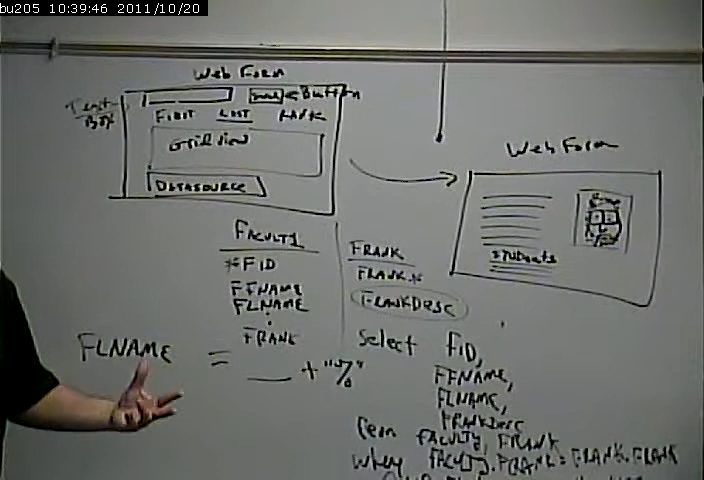 bu205 10:39:46 2011/10/20
Web Form
Text
Box
Button
FIRST LAST RANK
Gridview
DATASOURCE
Web Form
STUDENTS
FACULTY
*FID
FFNAME
FLNAME
FRANK
FRANK
FRANK *
FRANKDESC
FLNAME = __ + "%"
Select FID,
FFNAME,
FLNAME,
FRANKDESC
FACULTY, FRANK
Where FACULTY.FRANK = FRANK.FRANK